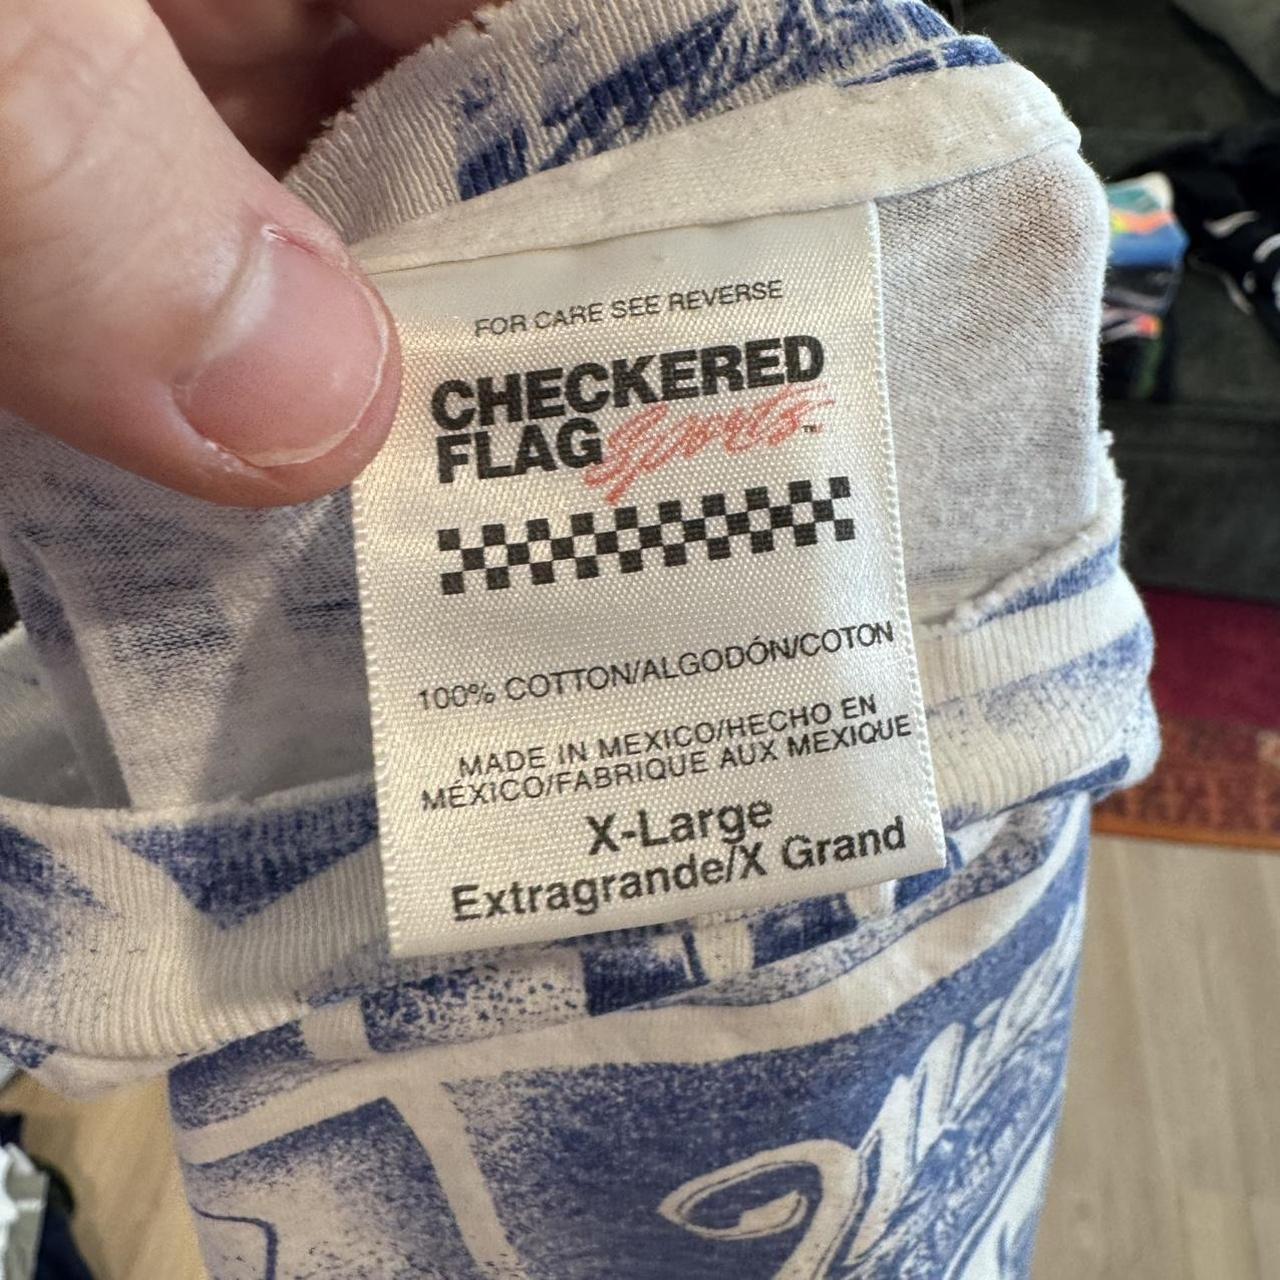 FOR CARE SEE REVERSE
CHECKERED
FLAG Sports™
100% COTTON/ALGODÓN/COTON
MADE IN MEXICO/HECHO EN
MÉXICO/FABRIQUE AUX MEXIQUE
X-Large
Extragrande/X Grand